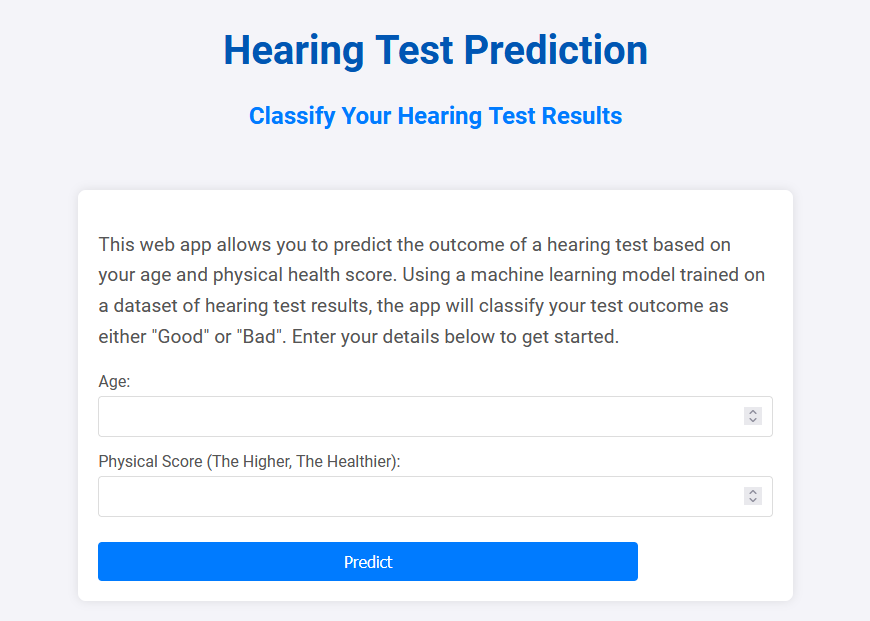 Hearing Test Prediction
Classify Your Hearing Test Results
This web app allows you to predict the outcome of a hearing test based on
your age and physical health score. Using a machine learning model trained on
a dataset of hearing test results, the app will classify your test outcome as
either "Good" or "Bad". Enter your details below to get started.
Age:
Physical Score (The Higher, The Healthier):
Predict